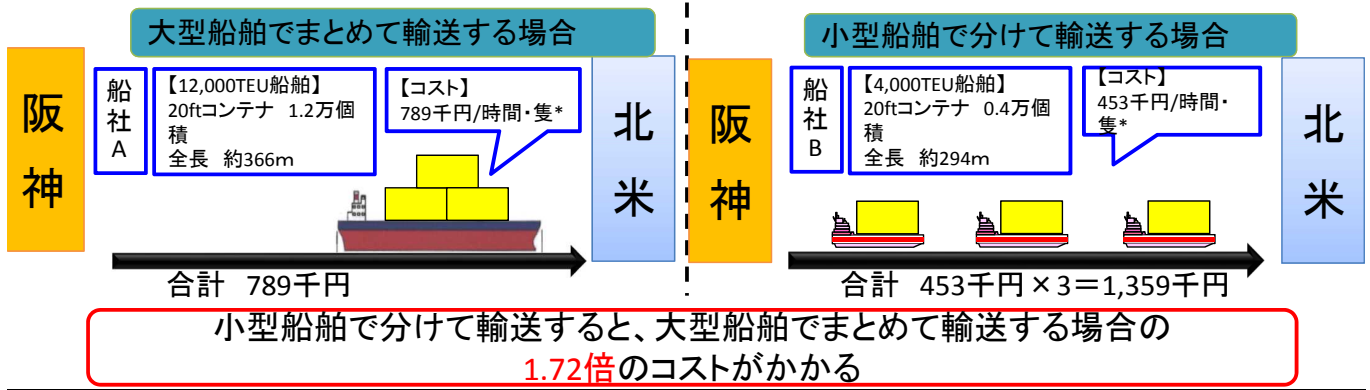 大型船舶でまとめて輸送する場合
阪
神
船
社
A
【12,000TEU船舶】
20ftコンテナ 1.2万個
積
全長 約366m
【コスト】
789千円/時間・隻*
北
米
合計 789千円
小型船舶で分けて輸送する場合
阪
神
船
社
B
【4,000TEU船舶】
20ftコンテナ 0.4万個
積
全長 約294m
【コスト】
453千円/時間・
隻*
北
米
合計 453千円×3=1,359千円
小型船舶で分けて輸送すると、大型船舶でまとめて輸送する場合の
1.72倍のコストがかかる